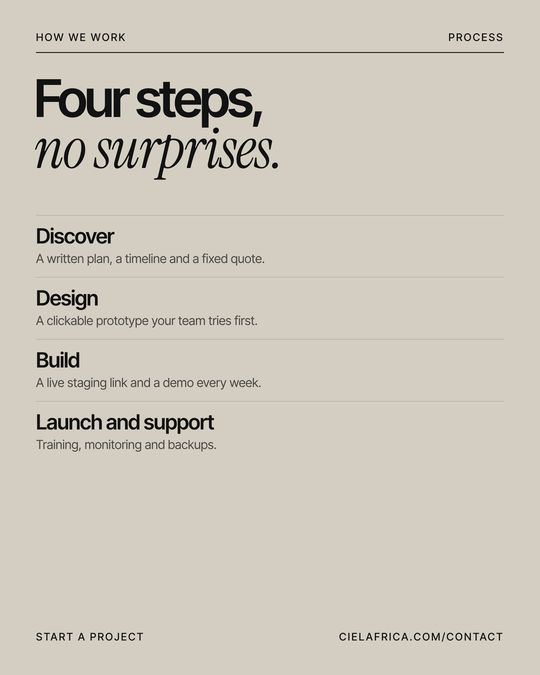 HOW WE WORK
PROCESS
Four steps,
no surprises.
Discover
A written plan, a timeline and a fixed quote.
Design
A clickable prototype your team tries first.
Build
A live staging link and a demo every week.
Launch and support
Training, monitoring and backups.
START A PROJECT
CIELAFRICA.COM/CONTACT